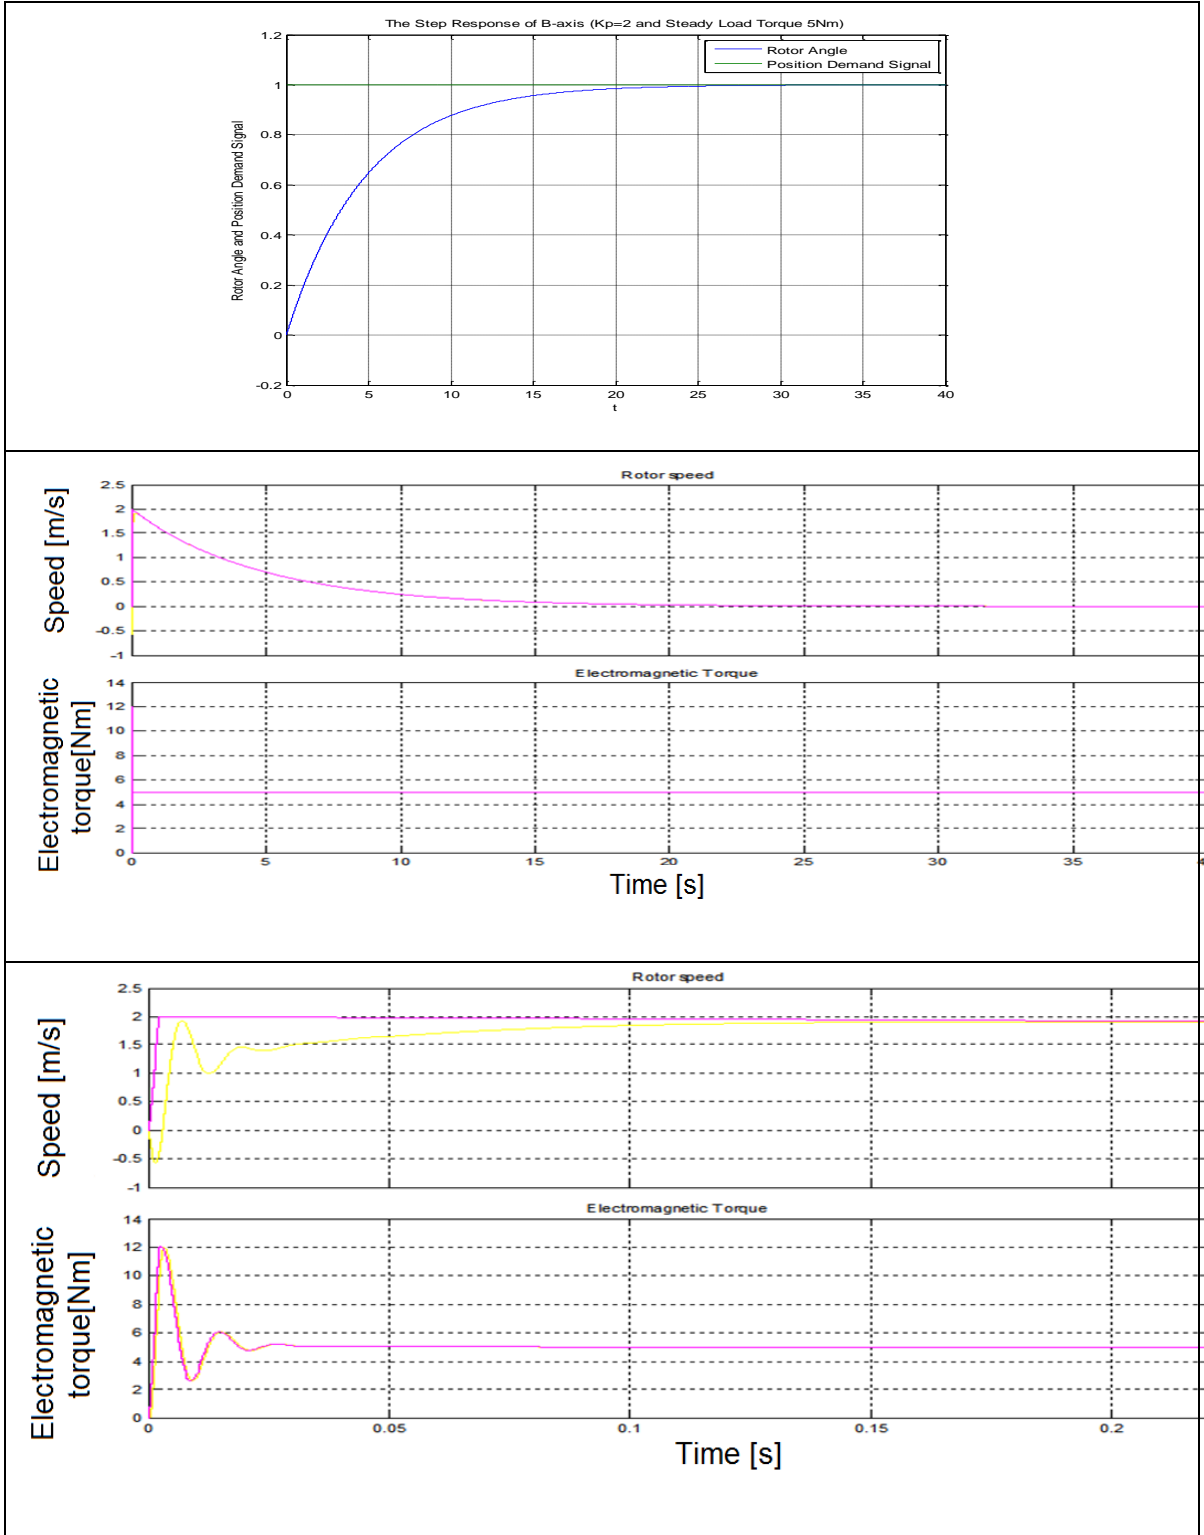 The Step Response of B-axis (Kp=2 and Steady Load Torque 5Nm)
Rotor Angle
Position Demand Signal
Rotor Angle and Position Demand Signal
1.2
1
0.8
0.6
0.4
0.2
0
-0.2
0 5 10 15 20 25 30 35 40
t
Rotor speed
Speed [m/s]
2.5
2
1.5
1
0.5
0
-0.5
-1
Electromagnetic Torque
Electromagnetic
torque[Nm]
14
12
10
8
6
4
2
0
0 5 10 15 20 25 30 35
Time [s]
Rotor speed
Speed [m/s]
2.5
2
1.5
1
0.5
0
-0.5
-1
Electromagnetic Torque
Electromagnetic
torque[Nm]
14
12
10
8
6
4
2
0
0 0.05 0.1 0.15 0.2
Time [s]